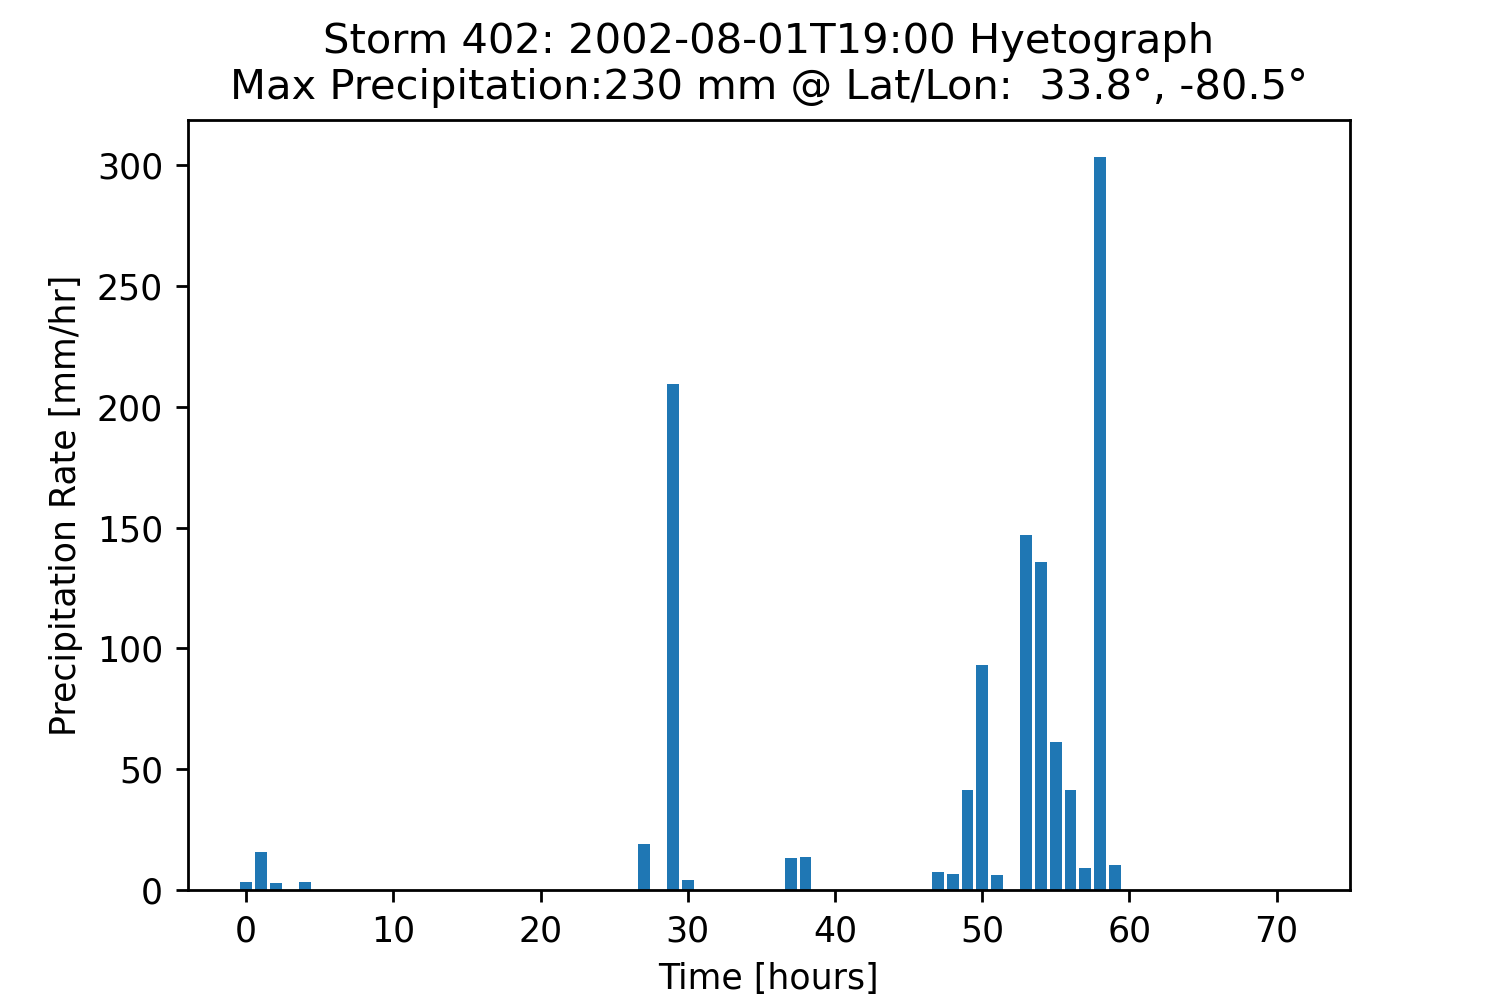 Storm 402: 2002-08-01T19:00 Hyetograph
Max Precipitation:230 mm @ Lat/Lon:  33.8°, -80.5°
Precipitation Rate [mm/hr]
300
250
200
150
100
50
0
0 10 20 30 40 50 60 70
Time [hours]